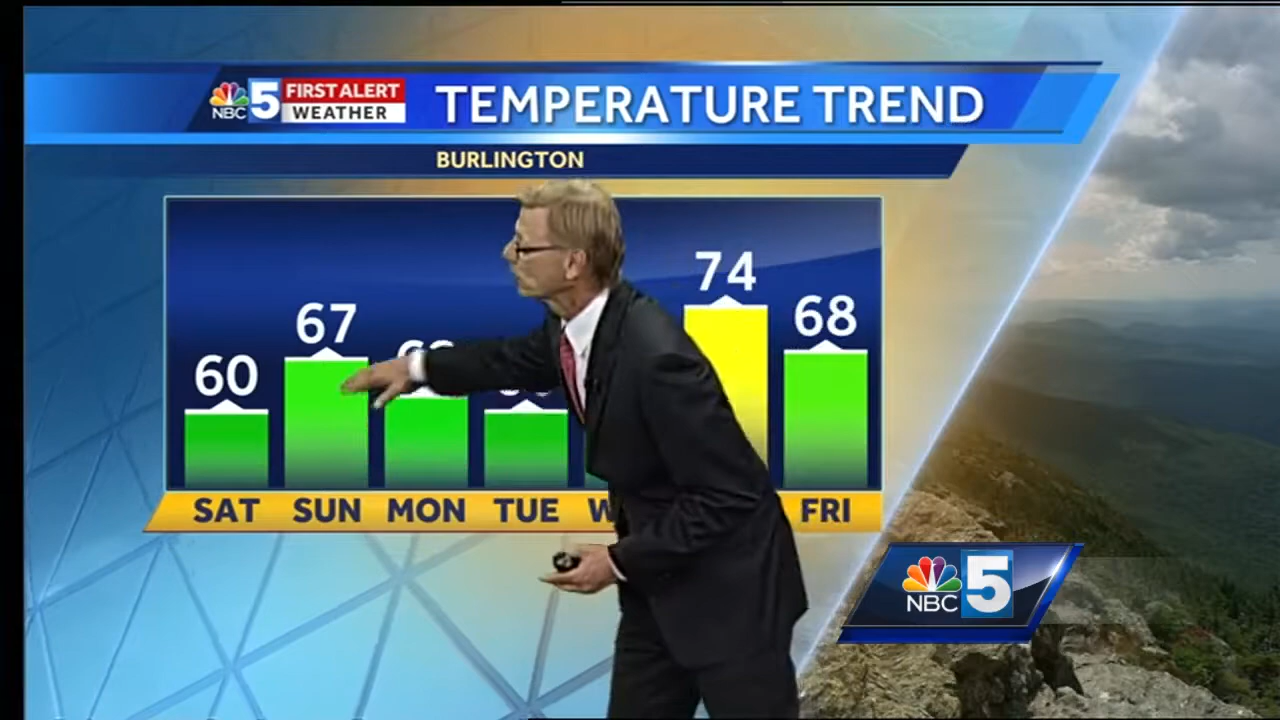 NBC 5 FIRST ALERT WEATHER
TEMPERATURE TREND
BURLINGTON
74
67
68
60
SAT SUN MON TUE FRI
NBC 5